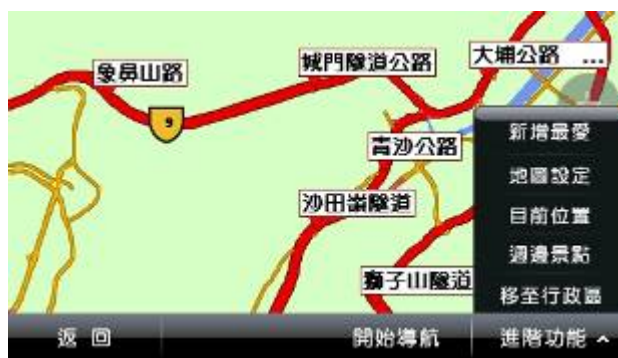 大埔公路 ...
象鼻山路
城門隧道公路
9
青沙公路
沙田嶺隧道
獅子山隧道
新增最愛
地圖設定
目前位置
週邊景點
移至行政區
返回
開始導航
進階功能